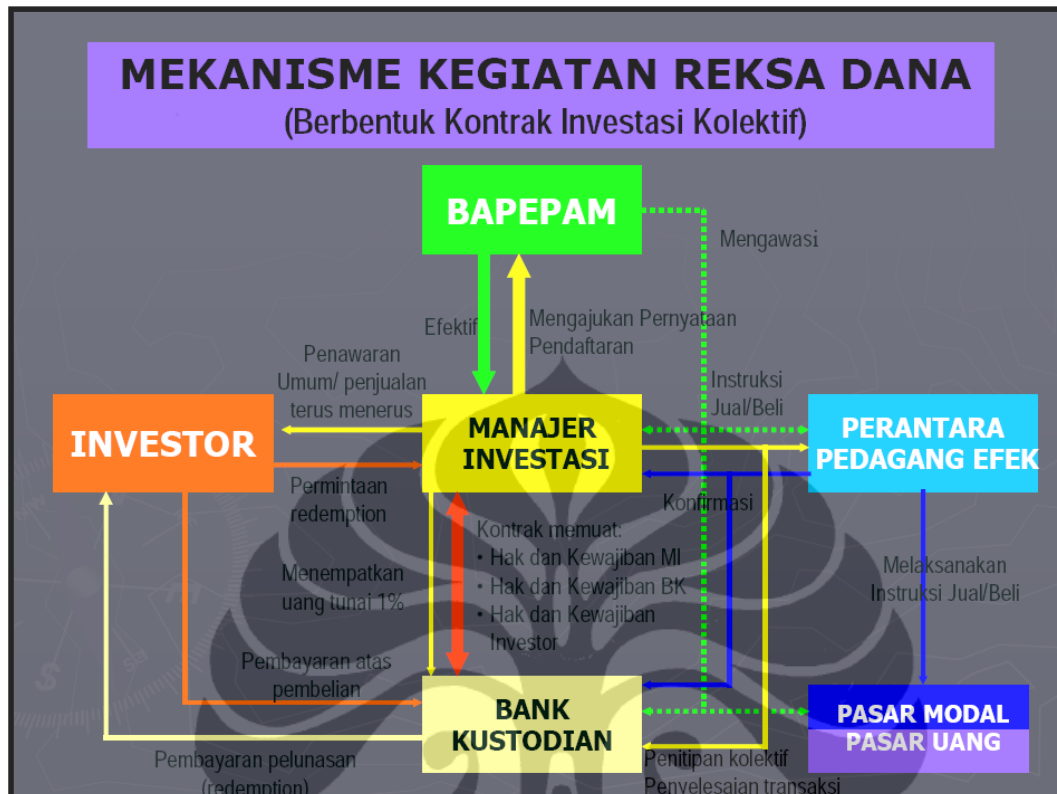 MEKANISME KEGIATAN REKSA DANA
(Berbentuk Kontrak Investasi Kolektif)
BAPEPAM
Mengawasi
Efektif
Mengajukan Pernyataan
Pendaftaran
Penawaran
Umum/ penjualan
terus menerus
Instruksi
Jual/Beli
INVESTOR
MANAJER
INVESTASI
PERANTARA
PEDAGANG EFEK
Permintaan
redemption
Konfirmasi
Kontrak memuat:
• Hak dan Kewajiban MI
• Hak dan Kewajiban BK
• Hak dan Kewajiban
Investor
Menempatkan
uang tunai 1%
Melaksanakan
Instruksi Jual/Beli
Pembayaran atas
pembelian
BANK
KUSTODIAN
PASAR MODAL
PASAR UANG
Pembayaran pelunasan
(redemption)
Penitipan kolektif
Penyelesaian transaksi